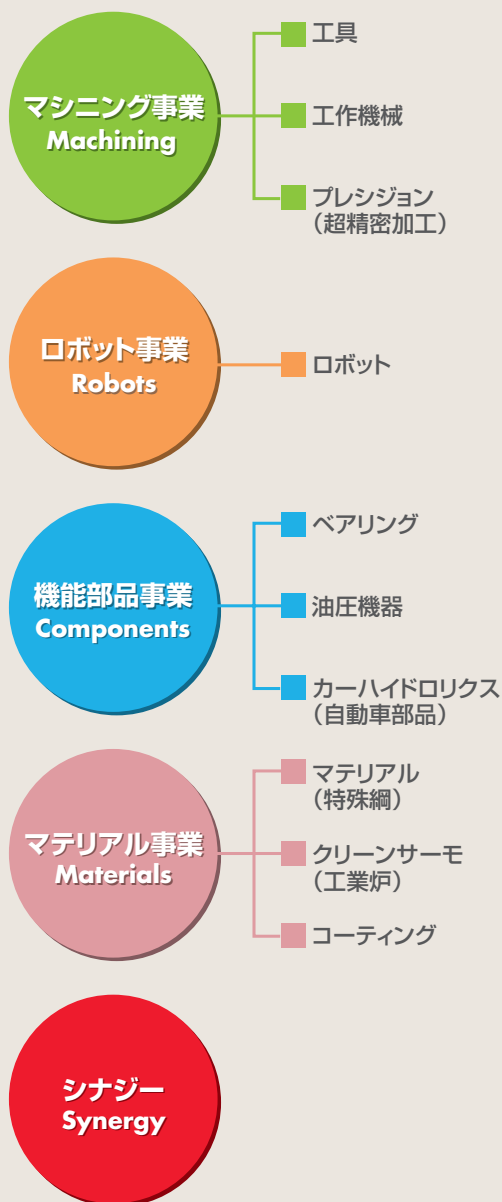 マシニング事業
Machining
工具
工作機械
プレシジョン
（超精密加工）
ロボット事業
Robots
ロボット
機能部品事業
Components
ベアリング
油圧機器
カーハイドロリクス
（自動車部品）
マテリアル事業
Materials
マテリアル
（特殊鋼）
クリーンサーモ
（工業炉）
コーティング
シナジー
Synergy